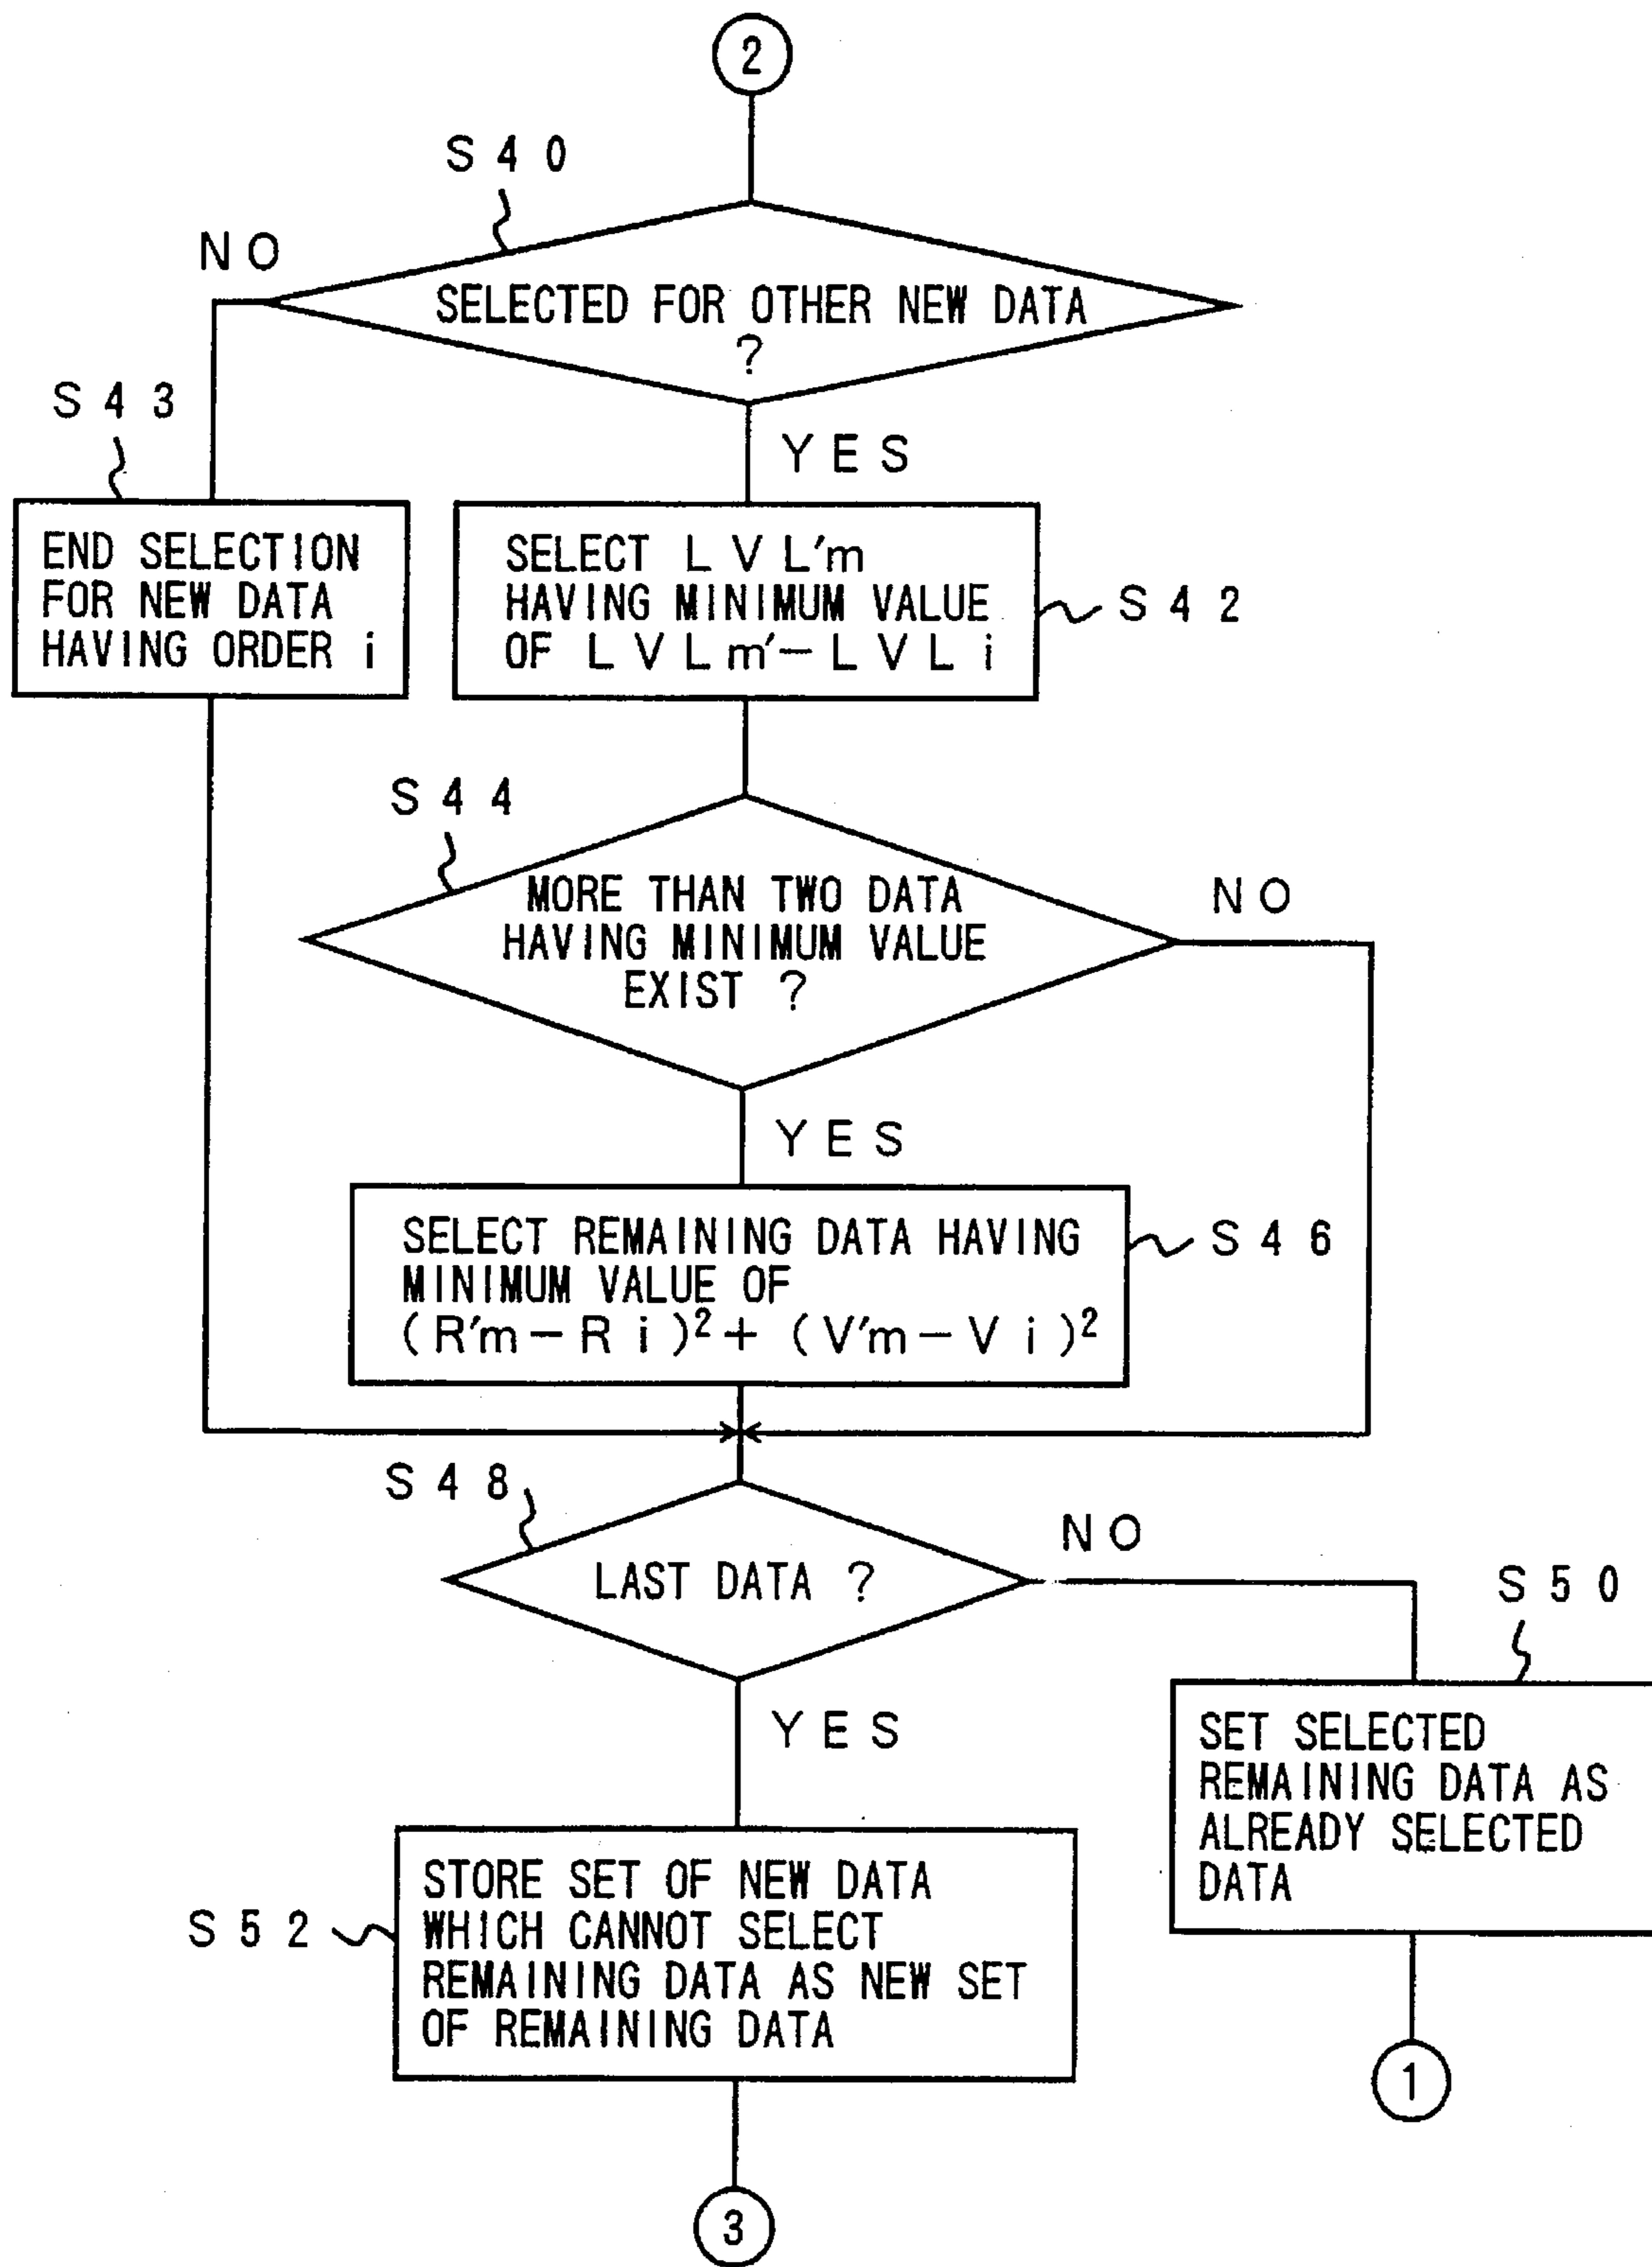 2
S40
NO
SELECTED FOR OTHER NEW DATA
?
S43
YES
END SELECTION
FOR NEW DATA
HAVING ORDER i
SELECT LVL'm
HAVING MINIMUM VALUE
OF LVLm'-LVLi
S42
S44
MORE THAN TWO DATA
HAVING MINIMUM VALUE
EXIST ?
NO
YES
SELECT REMAINING DATA HAVING
MINIMUM VALUE OF
(R'm-Ri)²+(V'm-Vi)²
S46
S48
LAST DATA ?
NO
S50
YES
SET SELECTED
REMAINING DATA AS
ALREADY SELECTED
DATA
STORE SET OF NEW DATA
WHICH CANNOT SELECT
REMAINING DATA AS NEW SET
OF REMAINING DATA
S52
1
3